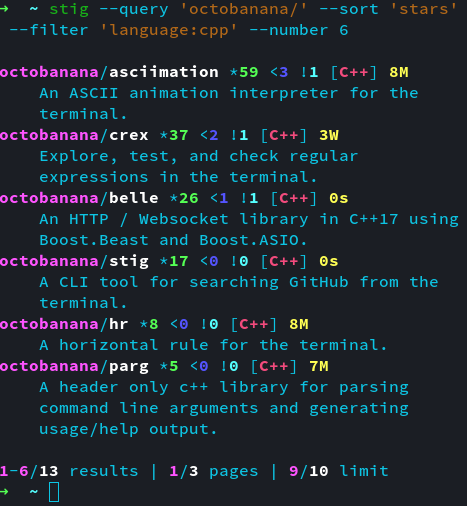 →  ~ stig --query 'octobana/' --sort 'stars'
--filter 'language:cpp' --number 6
octobanana/asciimation *59 <3 !1 [C++] 8M
An ASCII animation interpreter for the
terminal.
octobanana/crex *37 <2 !1 [C++] 3W
Explore, test, and check regular
expressions in the terminal.
octobanana/belle *26 <1 !1 [C++] 0s
An HTTP / Websocket library in C++17 using
Boost.Beast and Boost.ASIO.
octobanana/stig *17 <0 !0 [C++] 0s
A CLI tool for searching GitHub from the
terminal.
octobanana/hr *8 <0 !0 [C++] 8M
A horizontal rule for the terminal.
octobanana/parg *5 <0 !0 [C++] 7M
A header only c++ library for parsing
command line arguments and generating
usage/help output.
1-6/13 results | 1/3 pages | 9/10 limit
→  ~